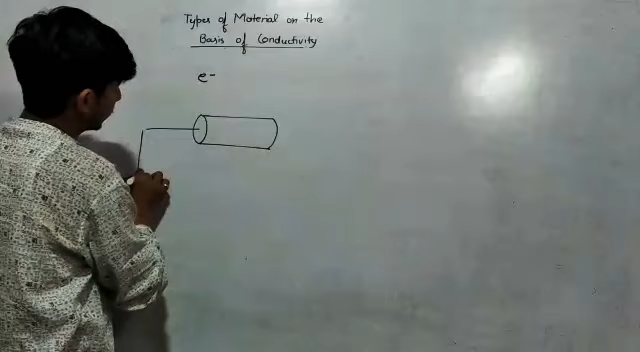 Types of Material on the
Basis of Conductivity
e-